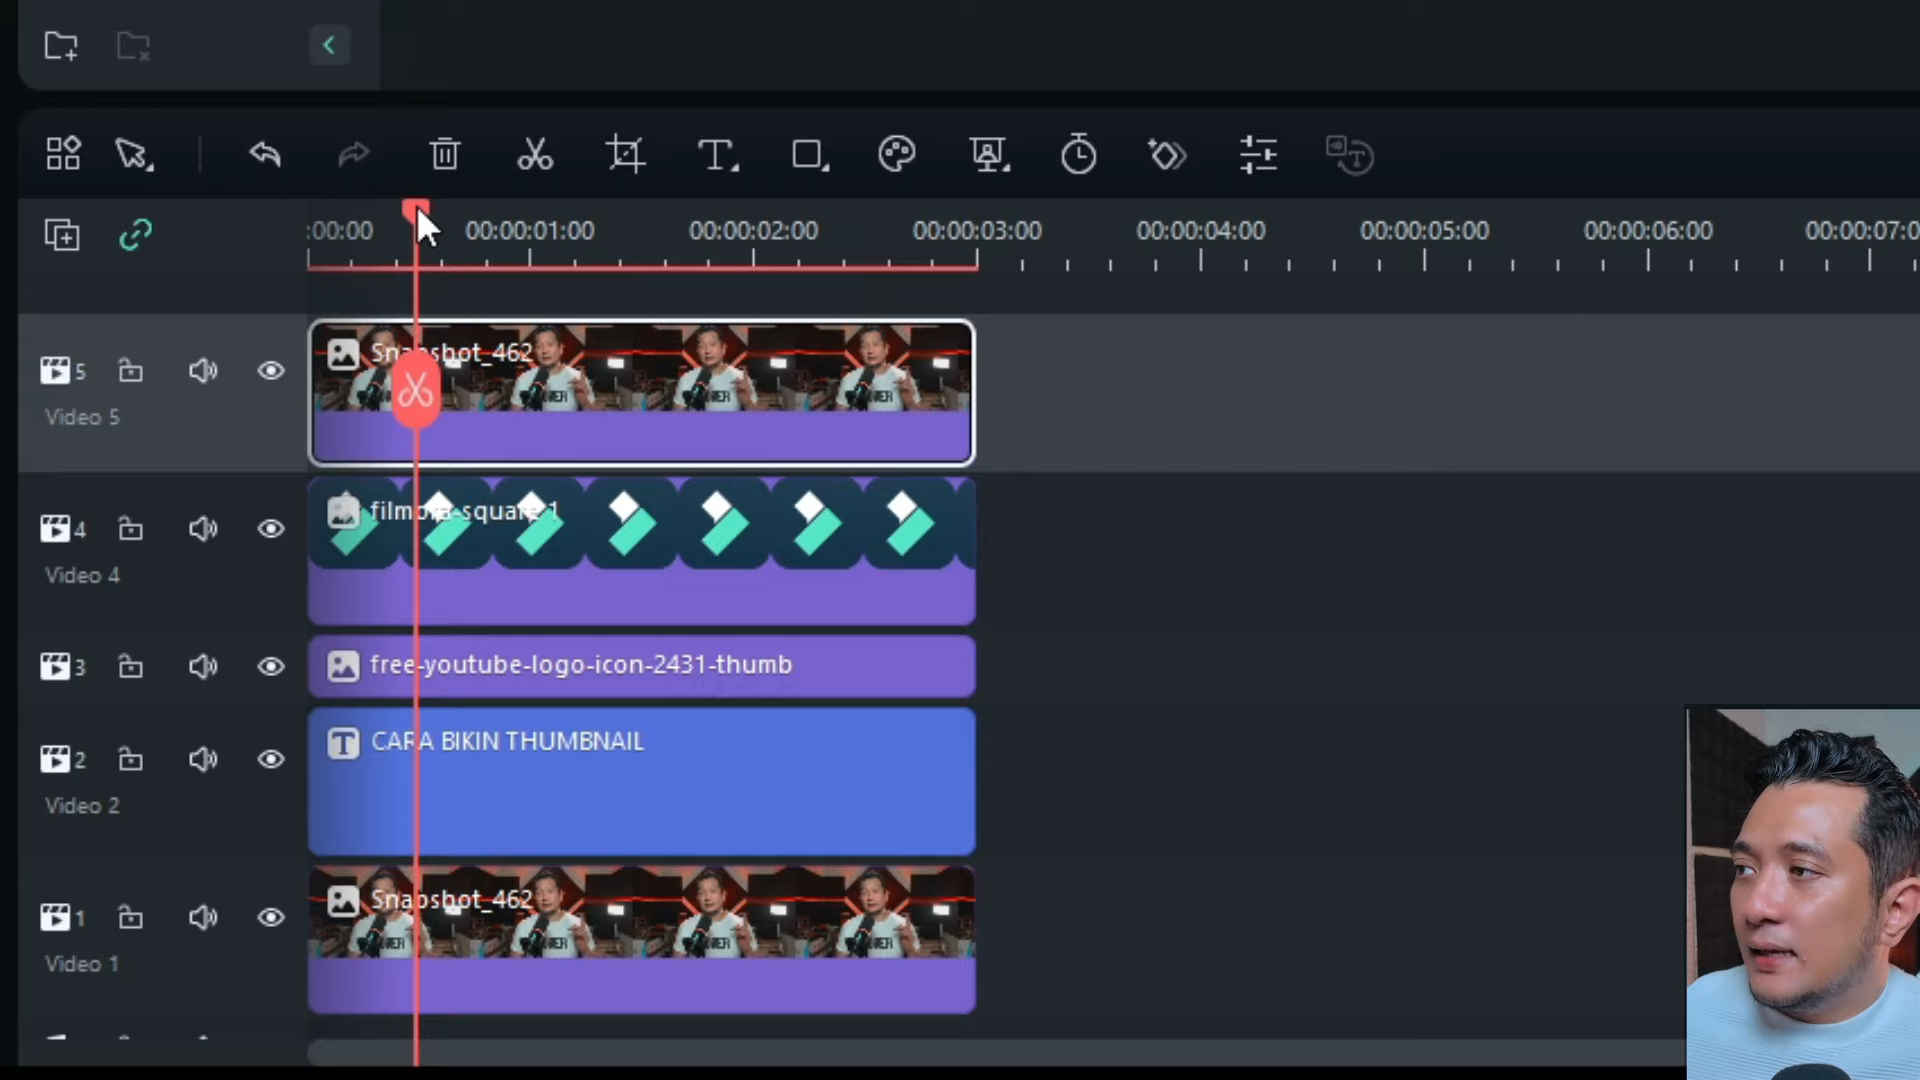 :00:00
00:00:01:00
00:00:02:00
00:00:03:00
00:00:04:00
00:00:05:00
00:00:06:00
00:00:07:0
5
Snapshot_462
Video 5
4
filmora-square 1
Video 4
3
free-youtube-logo-icon-2431-thumb
2
CARA BIKIN THUMBNAIL
Video 2
1
Snapshot_462
Video 1